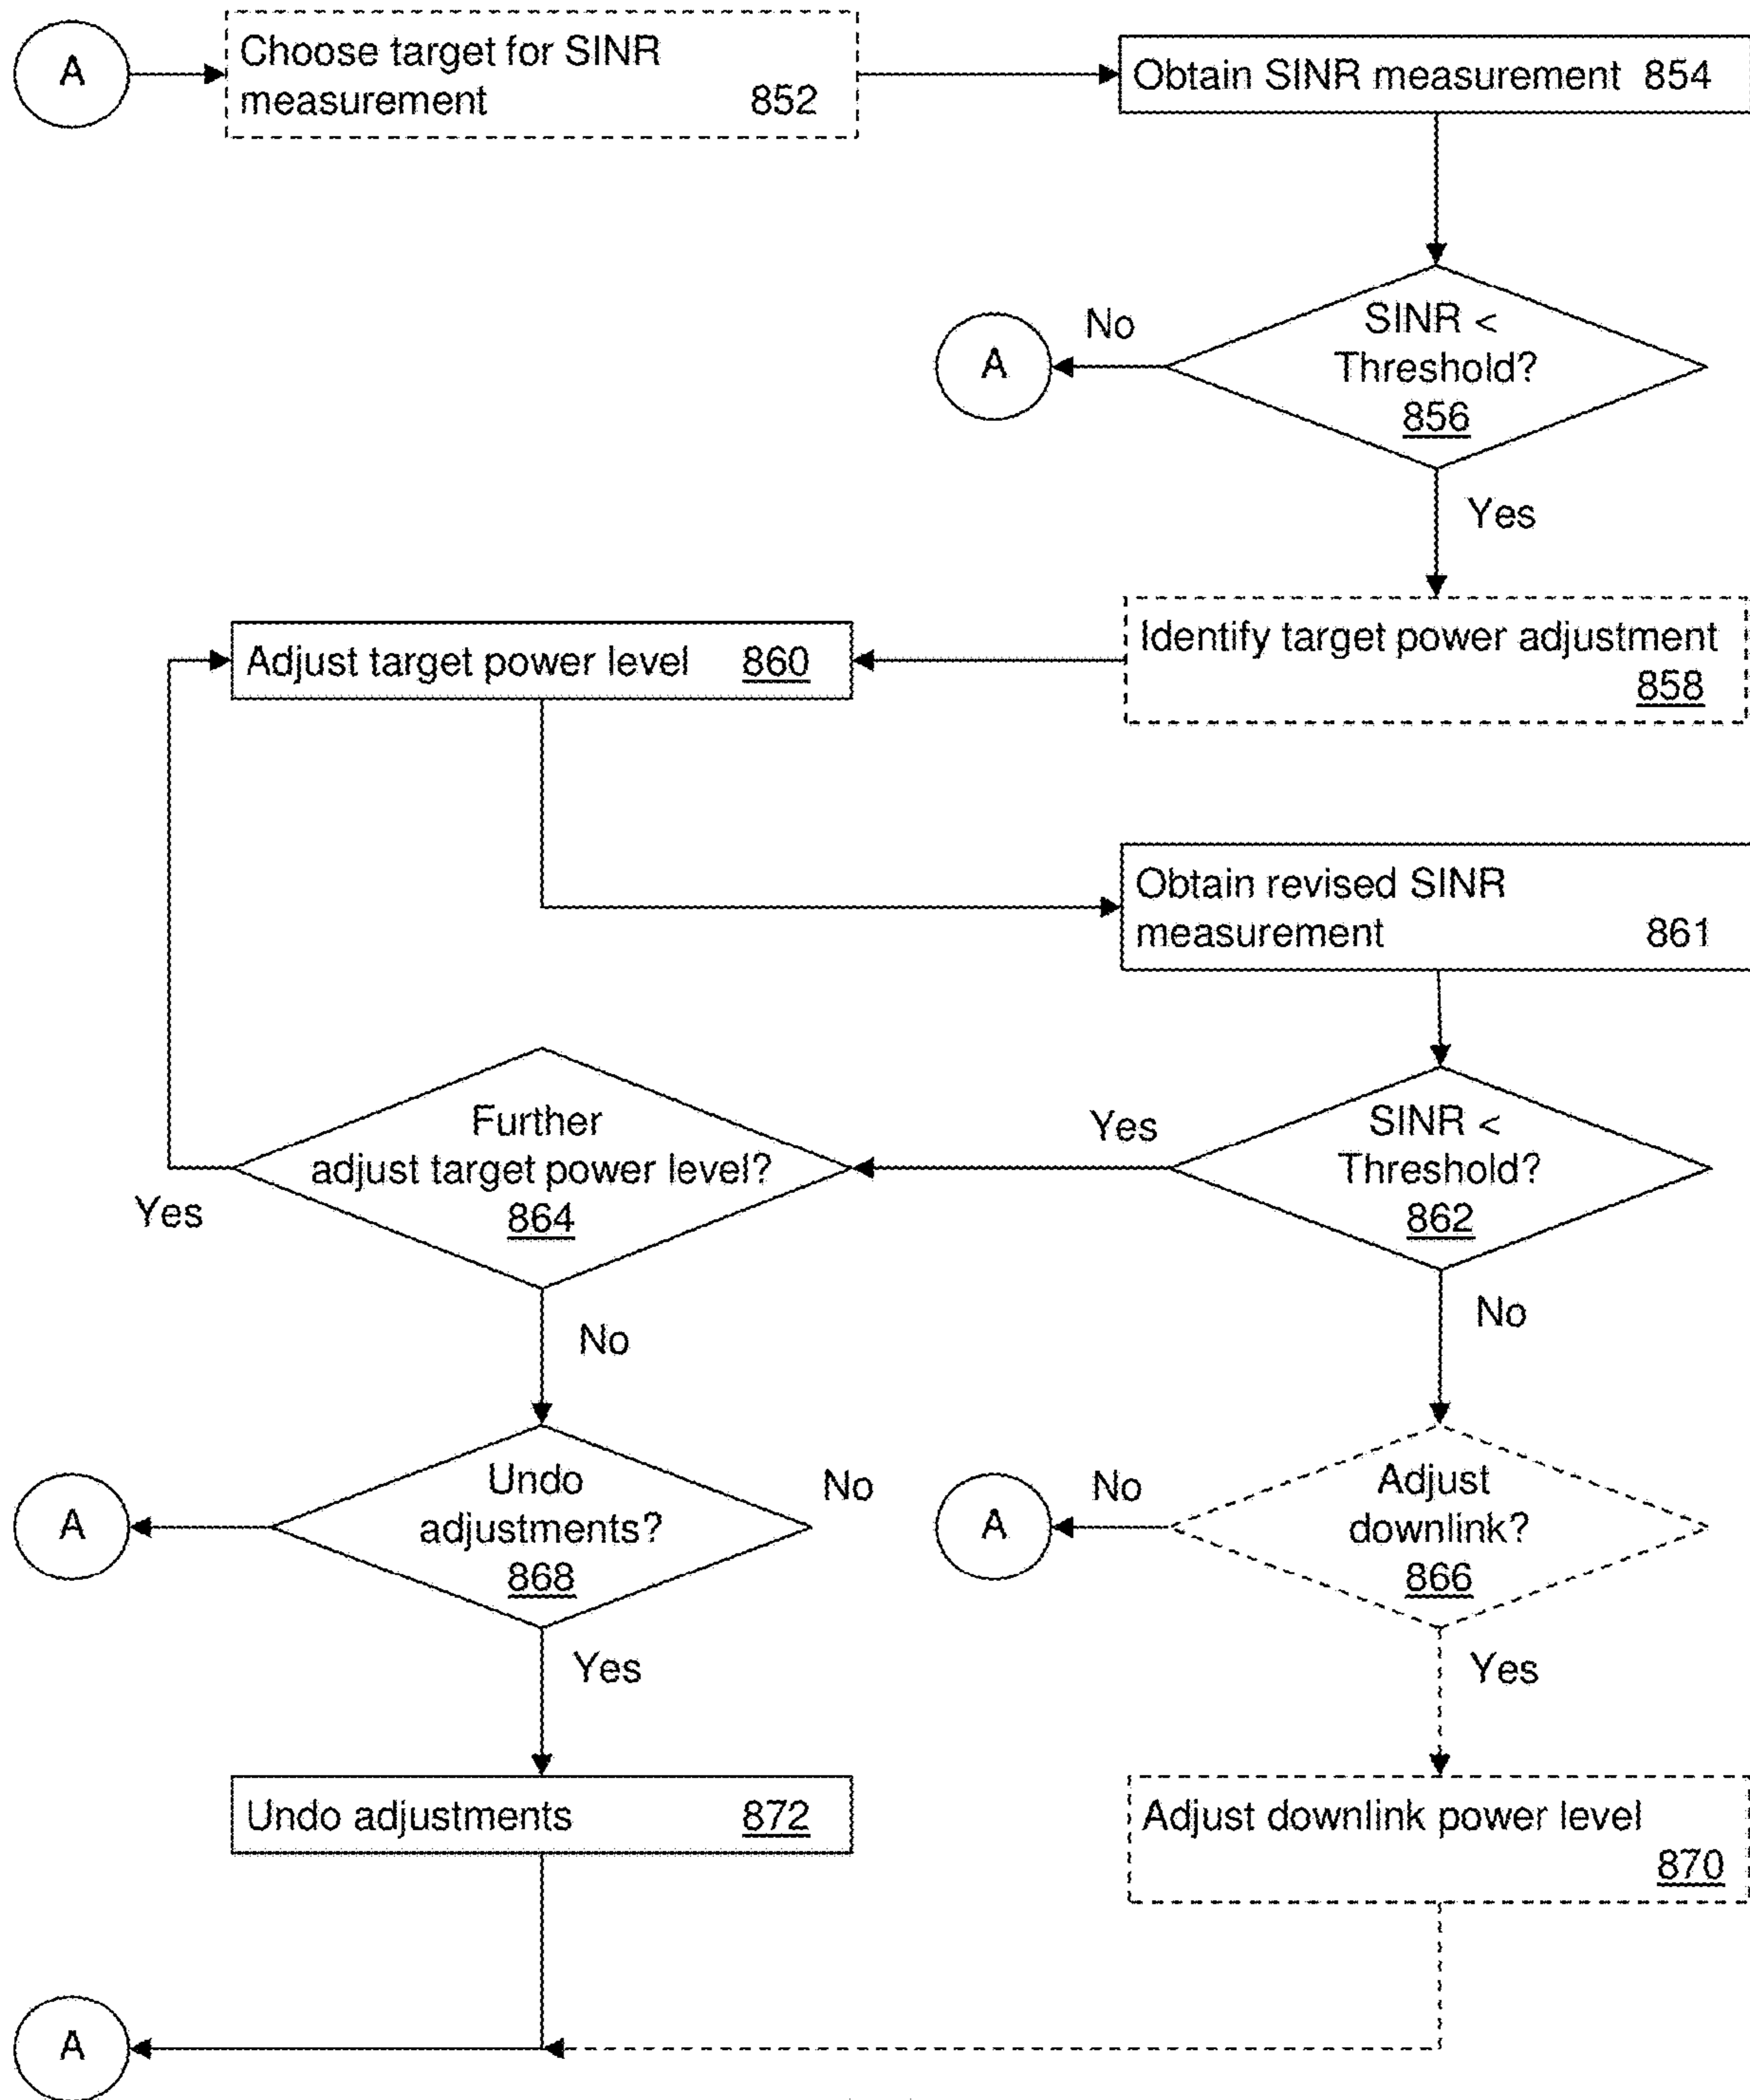 A
Choose target for SINR
measurement 852
Obtain SINR measurement 854
SINR <
Threshold?
856
No
A
Yes
Identify target power adjustment
858
Adjust target power level 860
Obtain revised SINR
measurement 861
SINR <
Threshold?
862
Yes
Further
adjust target power level?
864
Yes
No
No
Undo
adjustments?
868
No
A
Adjust
downlink?
866
No
A
Yes
Yes
Undo adjustments 872
Adjust downlink power level
870
A